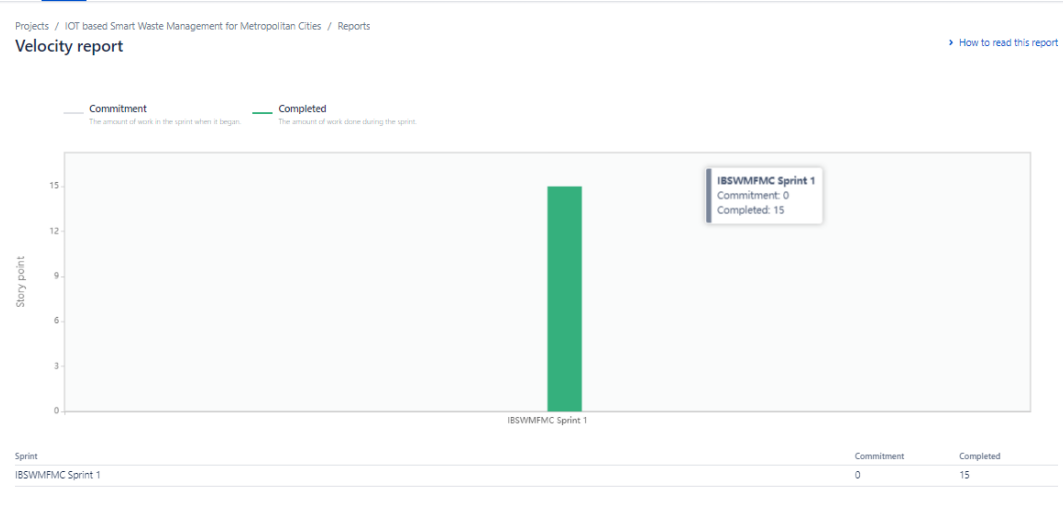 Projects / IOT based Smart Waste Management for Metropolitan Cities / Reports
Velocity report
How to read this report
Commitment
The amount of work in the sprint when it began.
Completed
The amount of work done during the sprint.
15
12
9
6
3
0
Story point
IBSWMFMC Sprint 1
Commitment: 0
Completed: 15
IBSWMFMC Sprint 1
Sprint Commitment Completed
IBSWMFMC Sprint 1 0 15